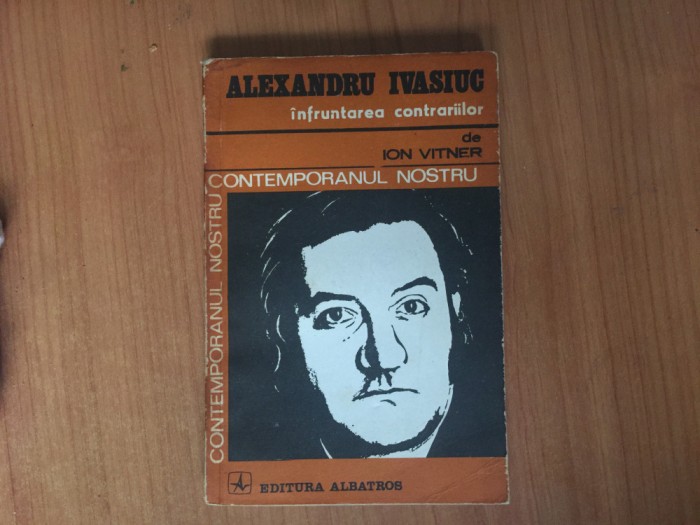 ALEXANDRU IVASIUC
înfruntarea contrariilor
de
ION VITNER
CONTEMPORANUL NOSTRU
CONTEMPORANUL NOSTRU
EDITURA ALBATROS